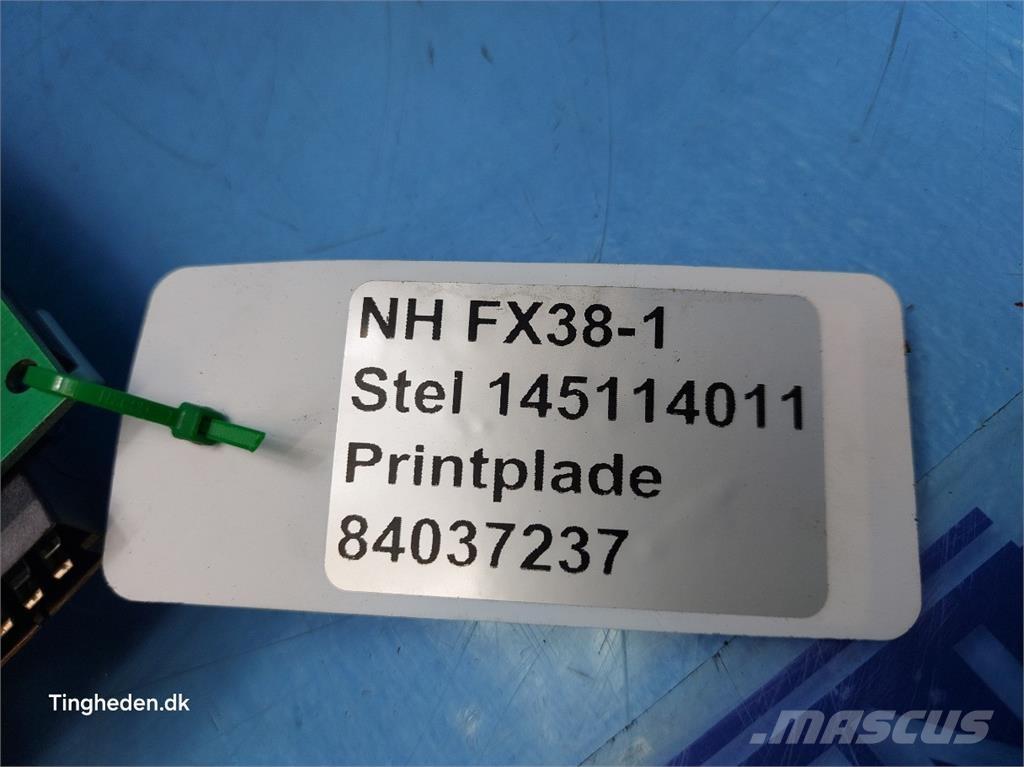 NH FX38-1
Stel 145114011
Printplade
84037237
Tingheden.dk
MASCUS